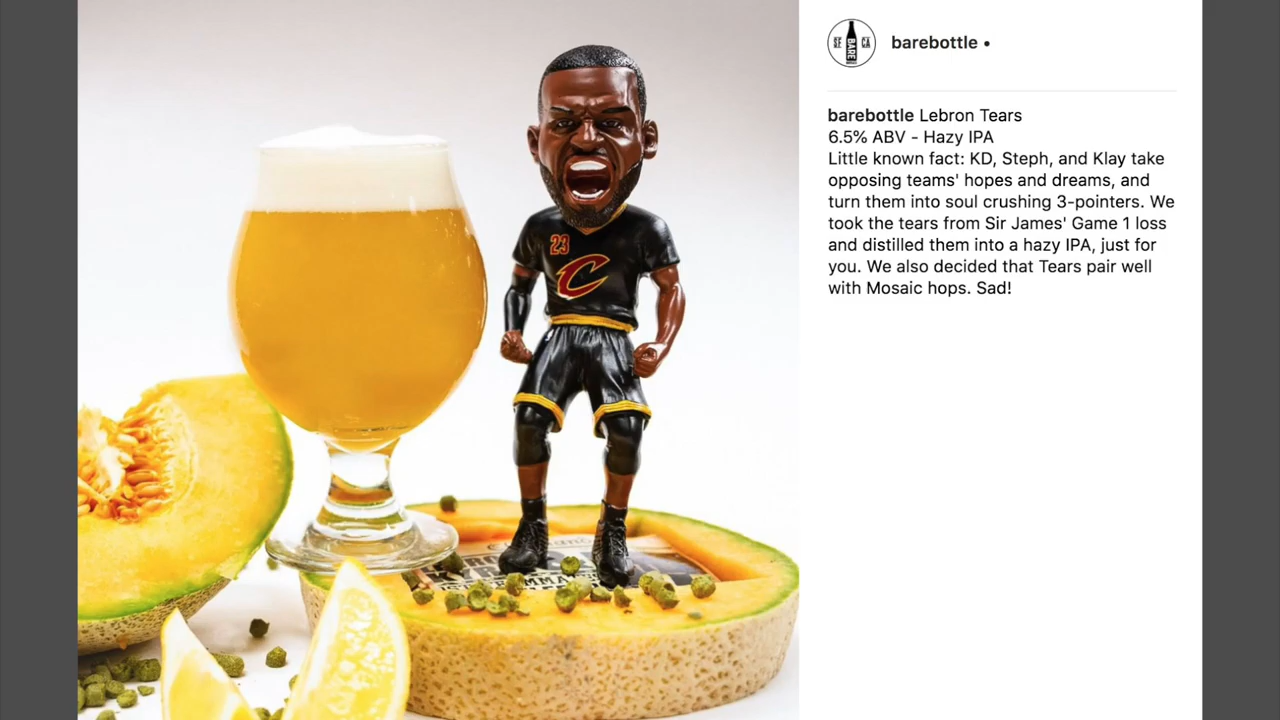 SF BARE CA
barebottle •
barebottle Lebron Tears
6.5% ABV - Hazy IPA
Little known fact: KD, Steph, and Klay take
opposing teams' hopes and dreams, and
turn them into soul crushing 3-pointers. We
took the tears from Sir James' Game 1 loss
and distilled them into a hazy IPA, just for
you. We also decided that Tears pair well
with Mosaic hops. Sad!
23
C